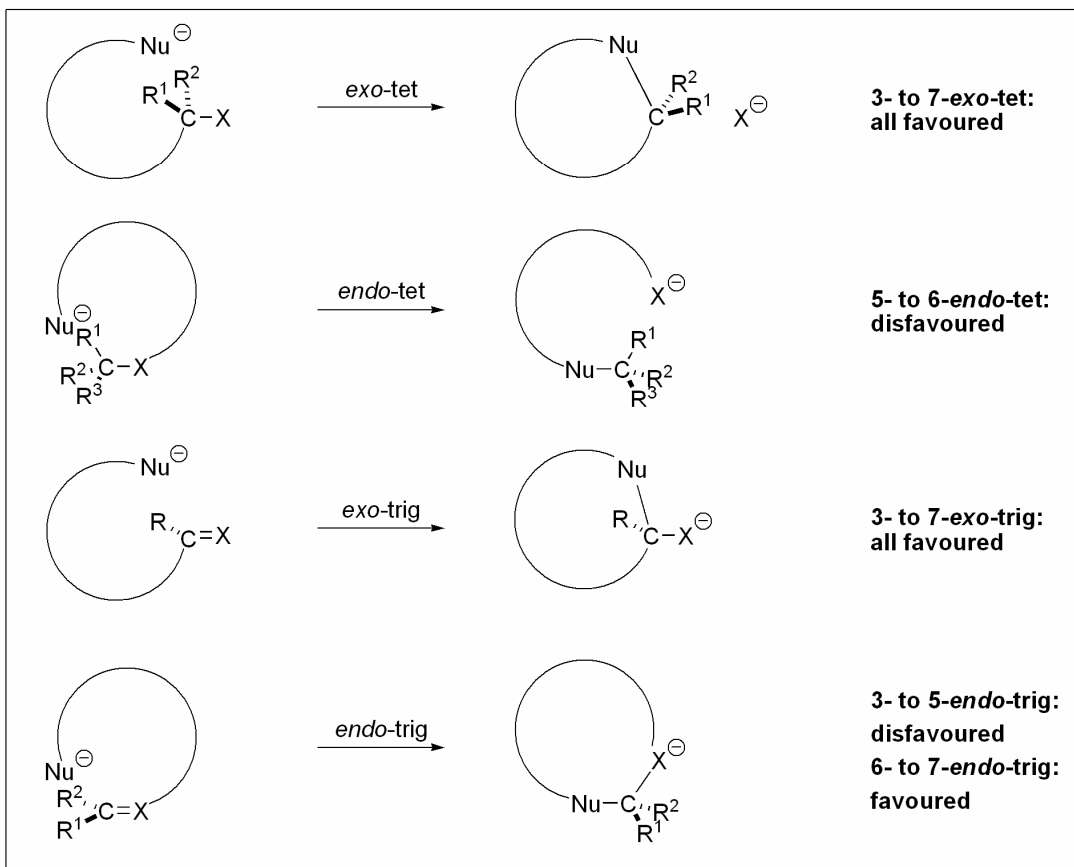 Nu⊖
R² R¹ C–X
exo-tet
Nu R² R¹ C X⊖
3- to 7-exo-tet:
all favoured
Nu⊖ R¹ R² R³ C–X
endo-tet
X⊖ R¹ Nu–C R² R³
5- to 6-endo-tet:
disfavoured
Nu⊖
R C=X
exo-trig
Nu R C–X⊖
3- to 7-exo-trig:
all favoured
Nu⊖ R² R¹ C=X
endo-trig
X⊖ Nu–C R² R¹
3- to 5-endo-trig:
disfavoured
6- to 7-endo-trig:
favoured